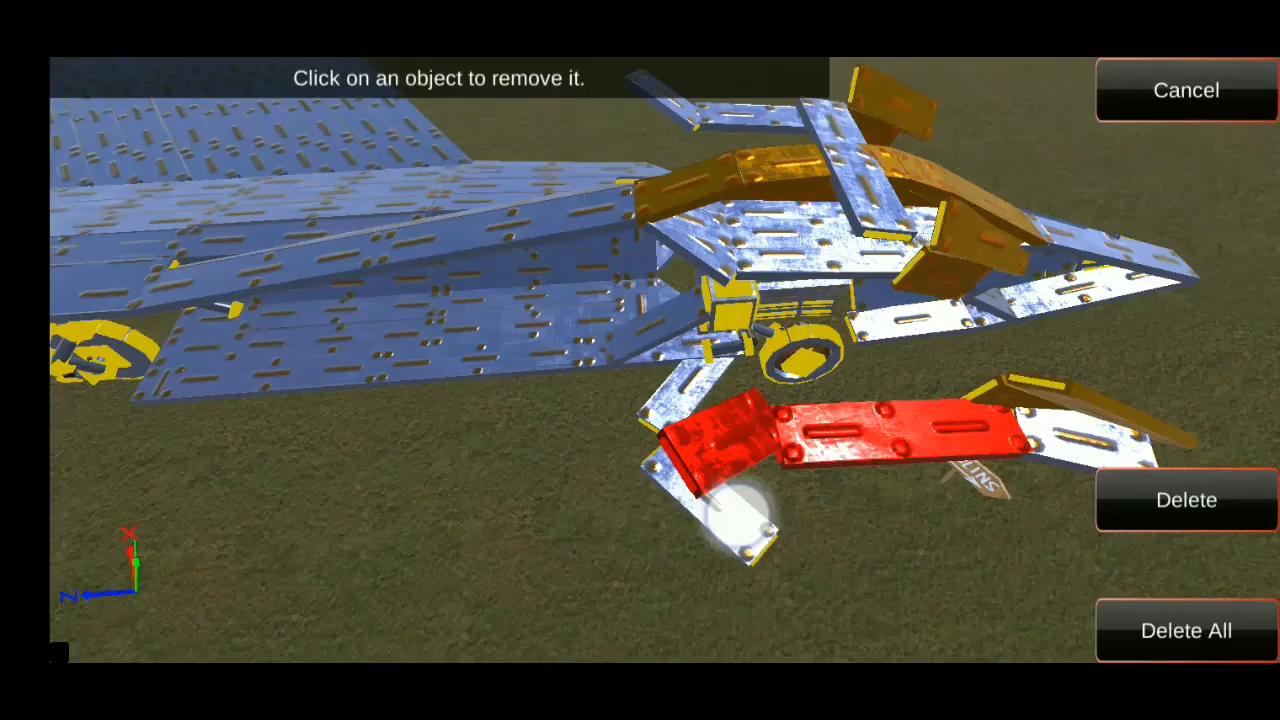 Click on an object to remove it.
Cancel
Delete
Delete All
X
Z